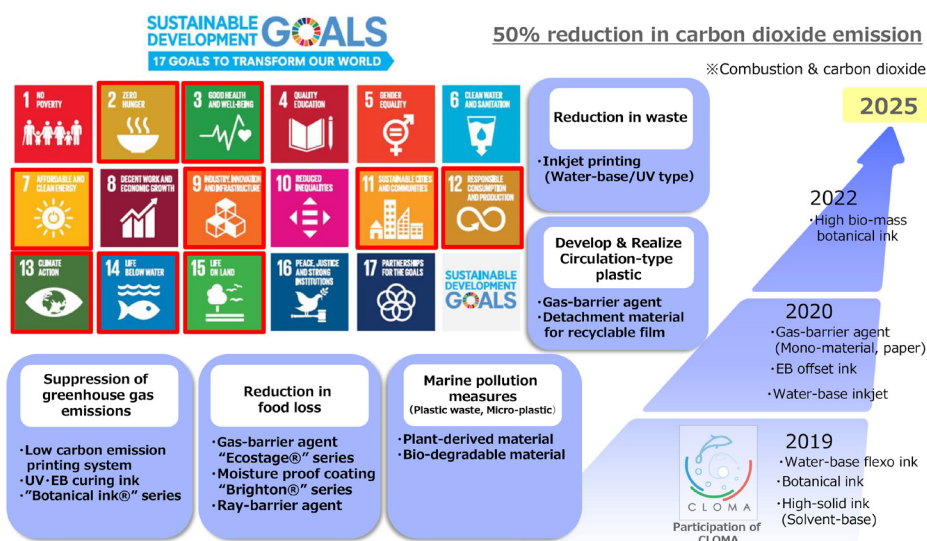 SUSTAINABLE
DEVELOPMENT
GOALS
17 GOALS TO TRANSFORM OUR WORLD
50% reduction in carbon dioxide emission
※Combustion & carbon dioxide
1 NO
POVERTY
2 ZERO
HUNGER
3 GOOD HEALTH
AND WELL-BEING
4 QUALITY
EDUCATION
5 GENDER
EQUALITY
6 CLEAN WATER
AND SANITATION
7 AFFORDABLE AND
CLEAN ENERGY
8 DECENT WORK AND
ECONOMIC GROWTH
9 INDUSTRY, INNOVATION
AND INFRASTRUCTURE
10 REDUCED
INEQUALITIES
11 SUSTAINABLE CITIES
AND COMMUNITIES
12 RESPONSIBLE
CONSUMPTION
AND PRODUCTION
13 CLIMATE
ACTION
14 LIFE
BELOW WATER
15 LIFE
ON LAND
16 PEACE, JUSTICE
AND STRONG
INSTITUTIONS
17 PARTNERSHIPS
FOR THE GOALS
SUSTAINABLE
DEVELOPMENT
GOALS
Reduction in waste
・Inkjet printing
(Water-base/UV type)
Develop & Realize
Circulation-type
plastic
・Gas-barrier agent
・Detachment material
for recyclable film
Suppression of
greenhouse gas
emissions
・Low carbon emission
printing system
・UV・EB curing ink
・”Botanical ink®” series
Reduction in
food loss
・Gas-barrier agent
“Ecostage®” series
・Moisture proof coating
“Brighton®” series
・Ray-barrier agent
Marine pollution
measures
(Plastic waste, Micro-plastic)
・Plant-derived material
・Bio-degradable material
2025
2022
・High bio-mass
botanical ink
2020
・Gas-barrier agent
(Mono-material, paper)
・EB offset ink
・Water-base inkjet
2019
・Water-base flexo ink
・Botanical ink
・High-solid ink
(Solvent-base)
CLOMA
Participation of
CLOMA